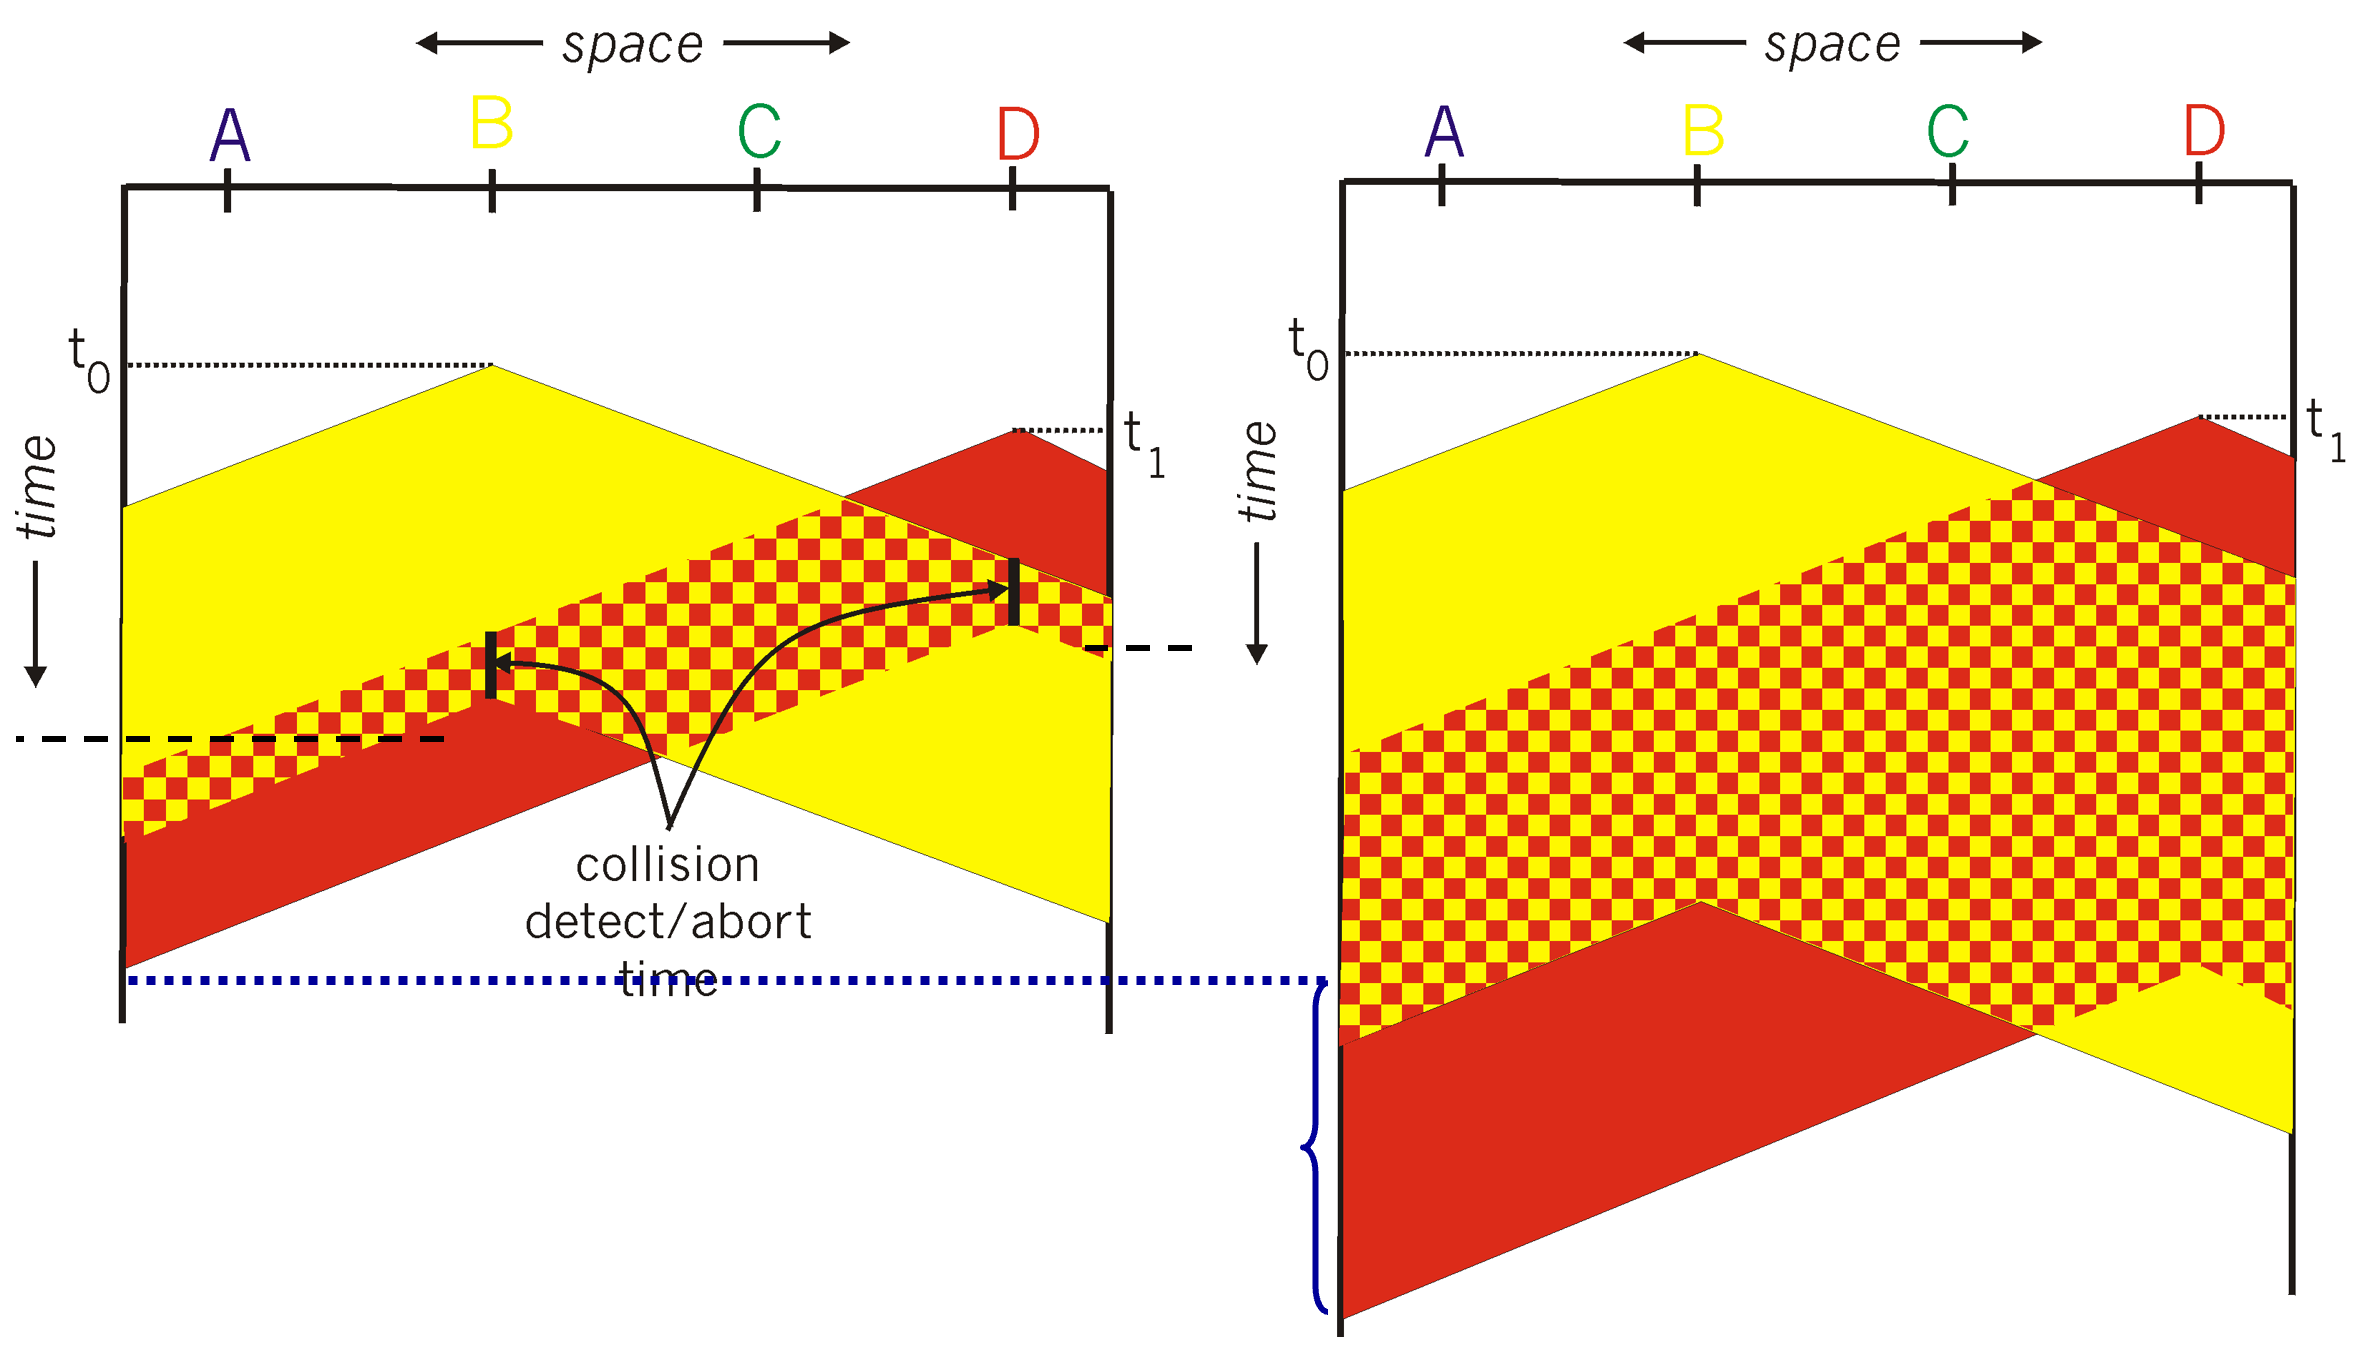 space
A B C D
t0
t1
time
collision
detect/abort
time
space
A B C D
t0
t1
time